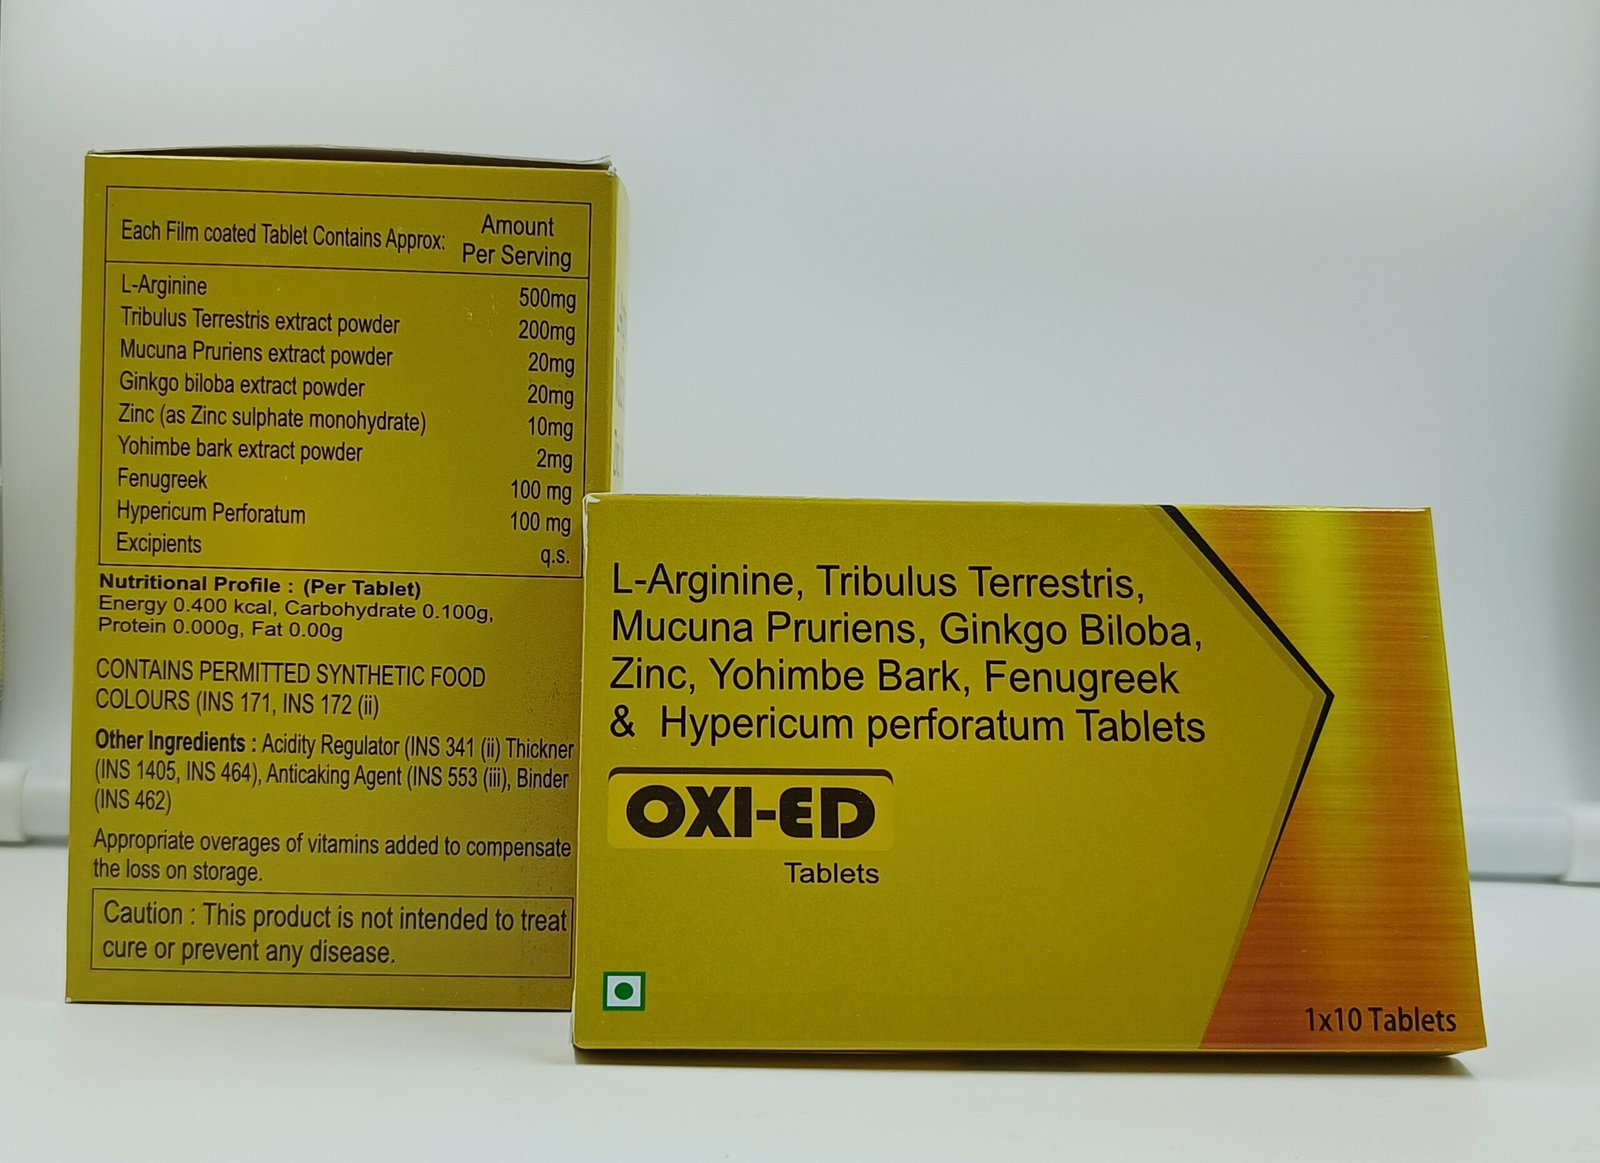 Each Film coated Tablet Contains Approx: Amount Per Serving
L-Arginine 500mg
Tribulus Terrestris extract powder 200mg
Mucuna Pruriens extract powder 20mg
Ginkgo biloba extract powder 20mg
Zinc (as Zinc sulphate monohydrate) 10mg
Yohimbe bark extract powder 2mg
Fenugreek 100 mg
Hypericum Perforatum 100 mg
Excipients q.s.
Nutritional Profile : (Per Tablet)
Energy 0.400 kcal, Carbohydrate 0.100g,
Protein 0.000g, Fat 0.00g
CONTAINS PERMITTED SYNTHETIC FOOD
COLOURS (INS 171, INS 172 (ii)
Other Ingredients : Acidity Regulator (INS 341 (ii) Thickner
(INS 1405, INS 464), Anticaking Agent (INS 553 (iii), Binder
(INS 462)
Appropriate overages of vitamins added to compensate
the loss on storage.
Caution : This product is not intended to treat
cure or prevent any disease.
L-Arginine, Tribulus Terrestris,
Mucuna Pruriens, Ginkgo Biloba,
Zinc, Yohimbe Bark, Fenugreek
& Hypericum perforatum Tablets
OXI-ED
Tablets
1x10 Tablets